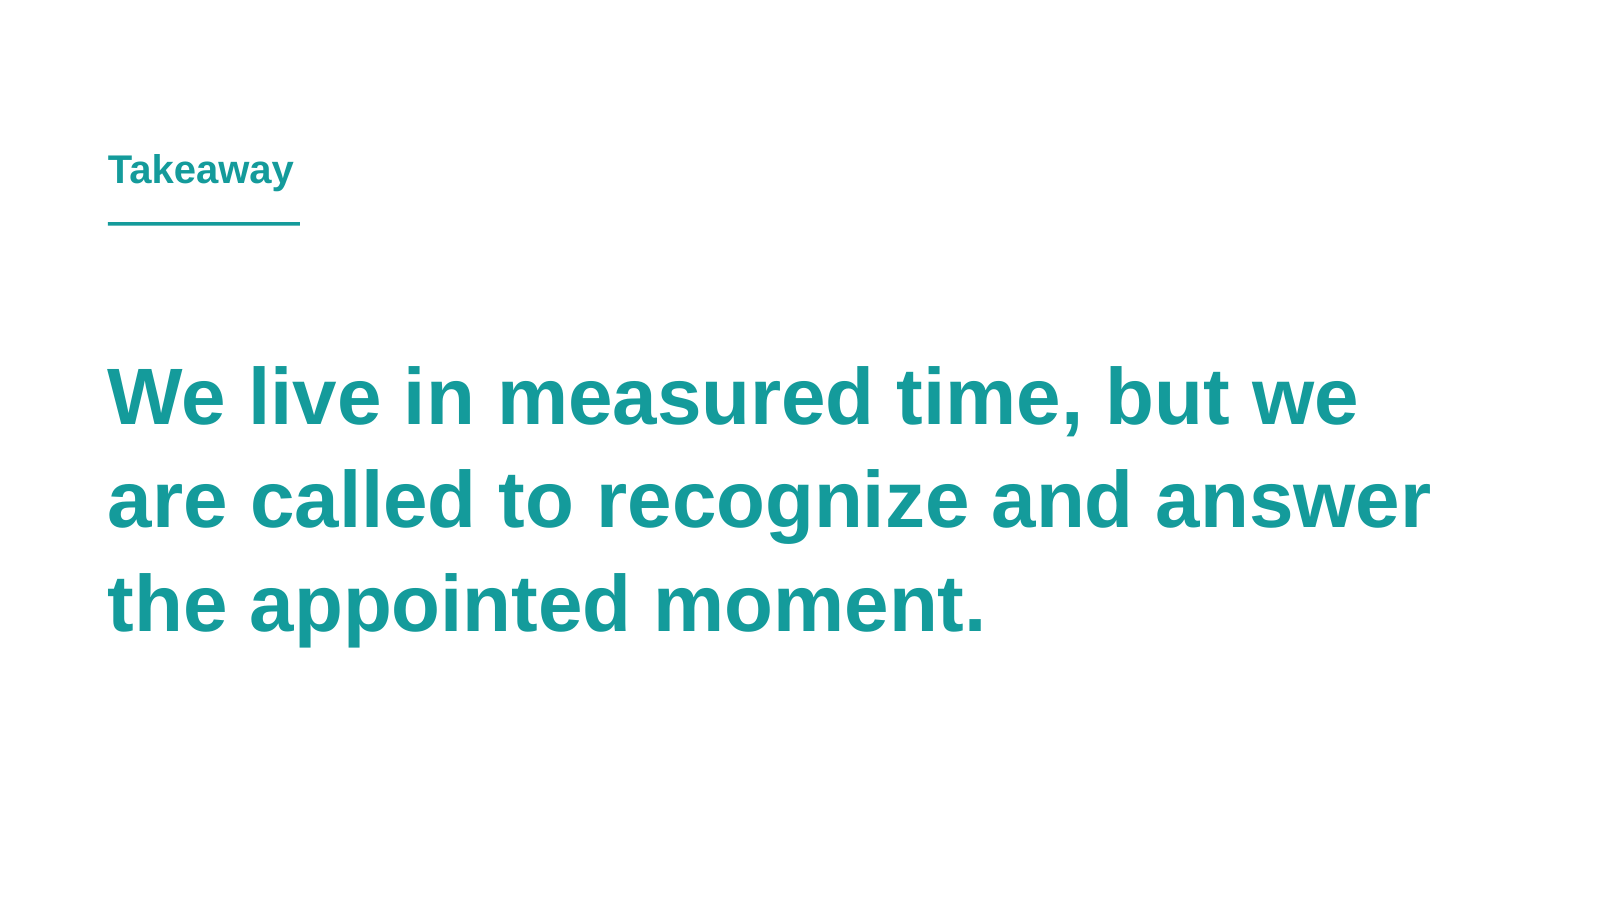 Takeaway
We live in measured time, but we
are called to recognize and answer
the appointed moment.